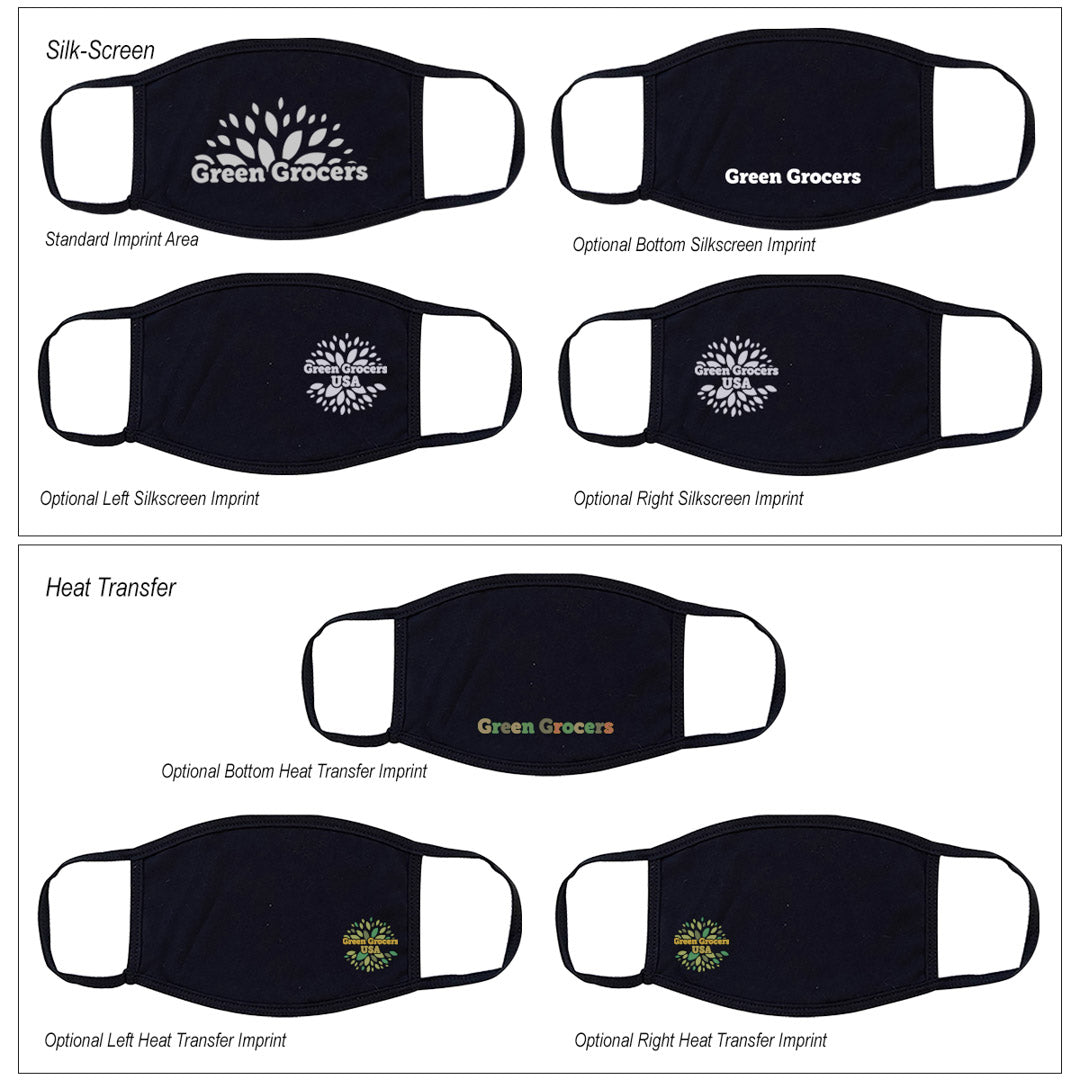 Silk-Screen
Green Grocers
Standard Imprint Area
Green Grocers
Optional Bottom Silkscreen Imprint
Green Grocers
USA
Optional Left Silkscreen Imprint
Green Grocers
USA
Optional Right Silkscreen Imprint
Heat Transfer
Green Grocers
Optional Bottom Heat Transfer Imprint
Green Grocers
USA
Optional Left Heat Transfer Imprint
Green Grocers
USA
Optional Right Heat Transfer Imprint